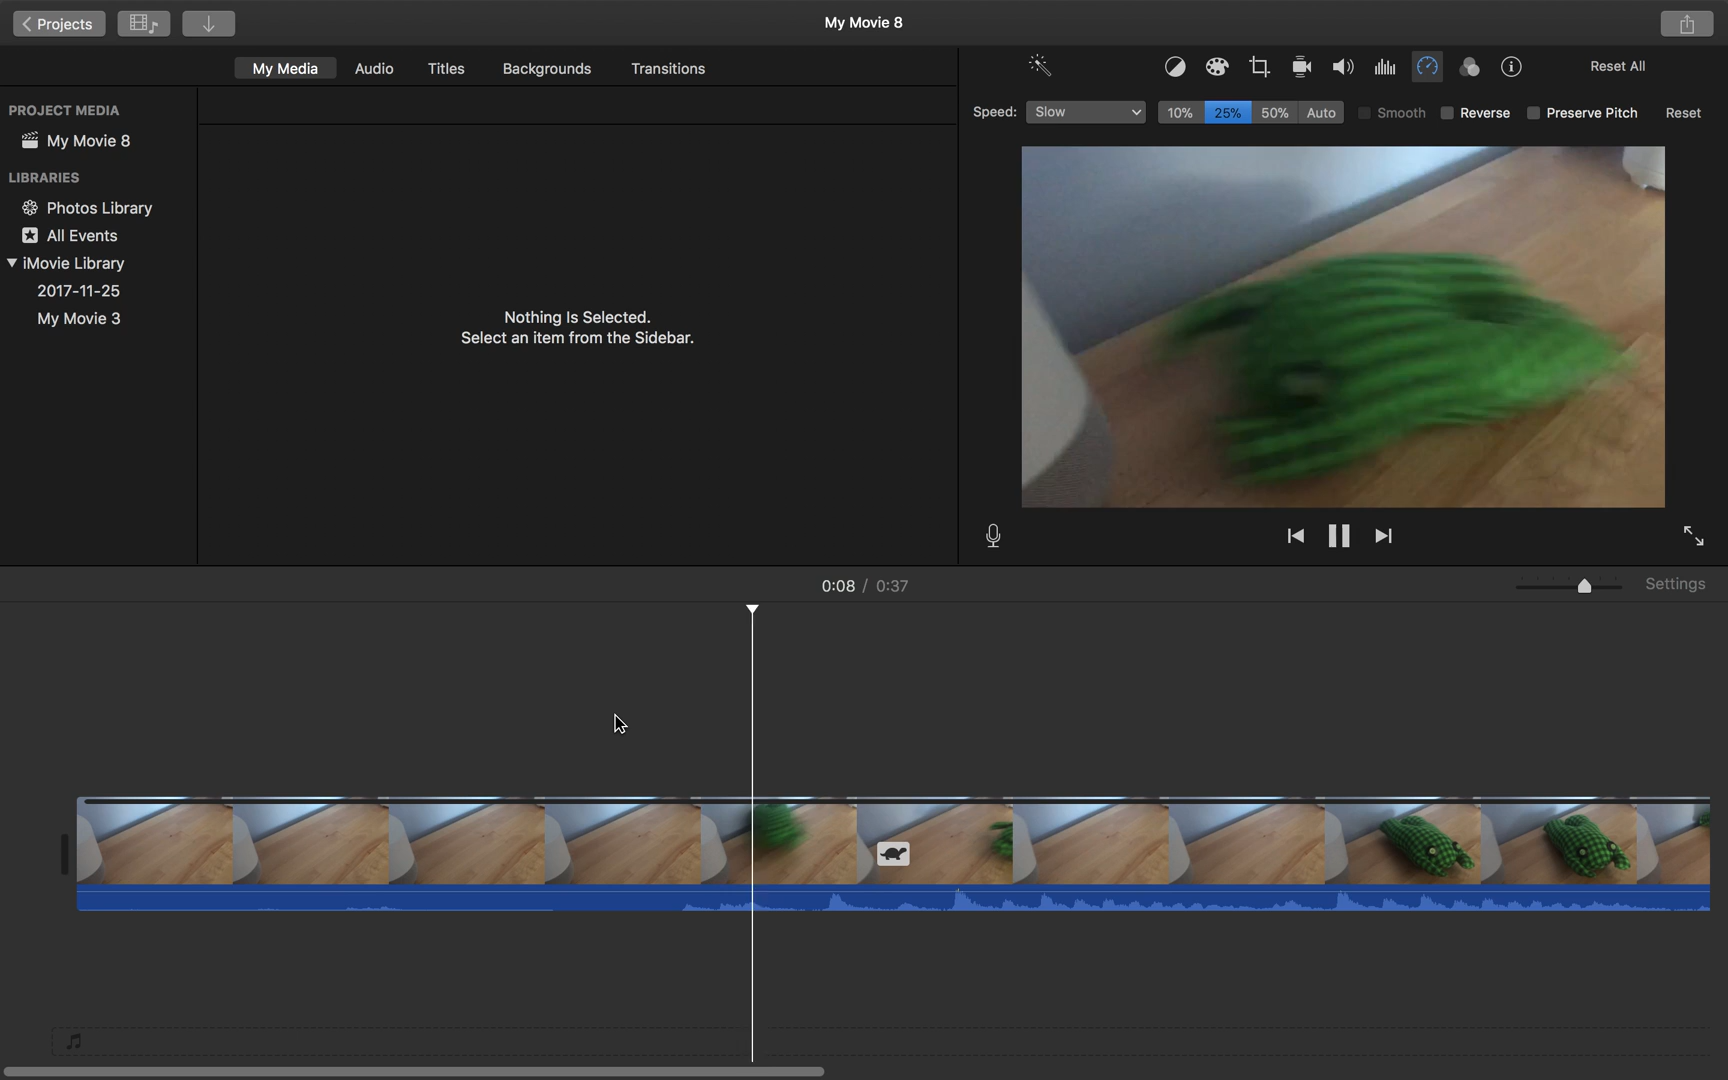 Projects
My Movie 8
My Media
Audio
Titles
Backgrounds
Transitions
Reset All
PROJECT MEDIA
My Movie 8
LIBRARIES
Photos Library
All Events
iMovie Library
2017-11-25
My Movie 3
Nothing Is Selected.
Select an item from the Sidebar.
Speed:
Slow
10%
25%
50%
Auto
Smooth
Reverse
Preserve Pitch
Reset
0:08 / 0:37
Settings